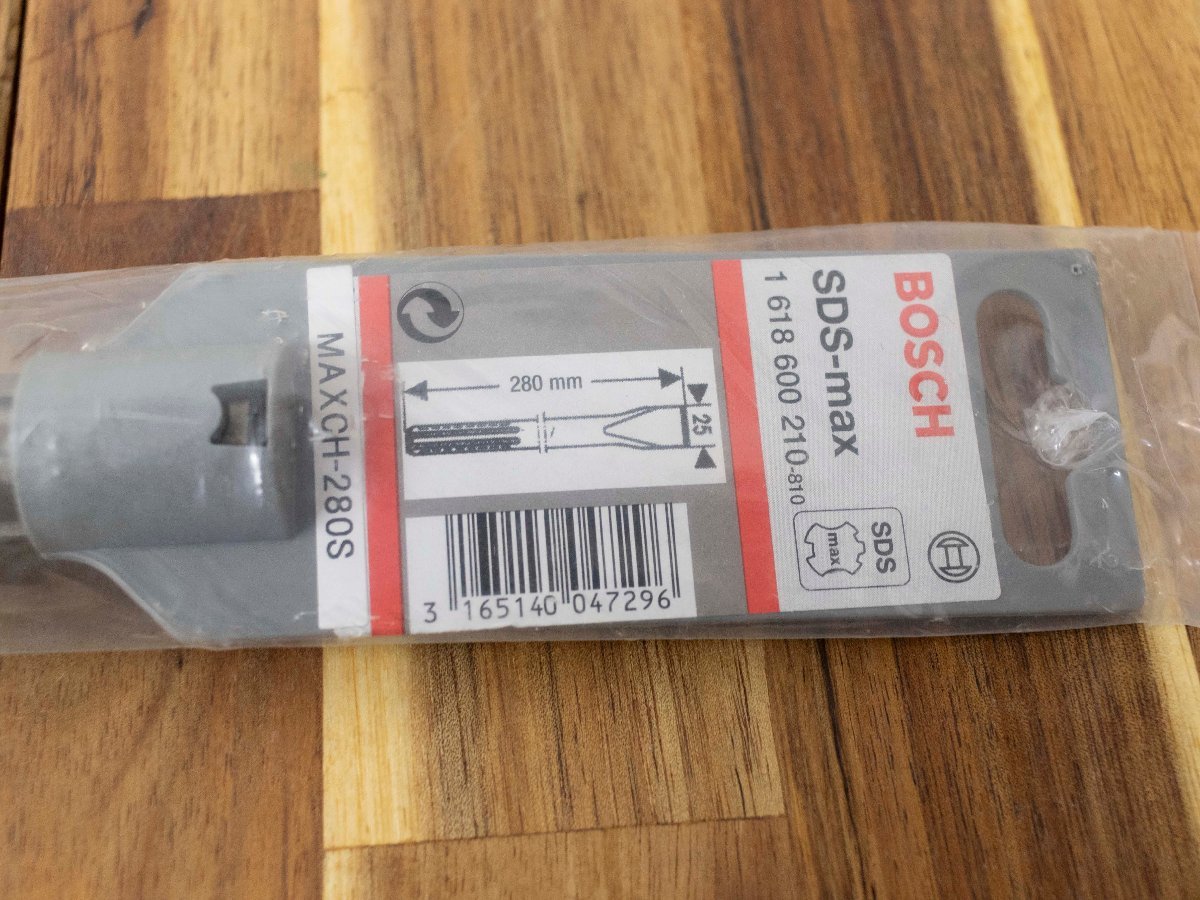 BOSCH
SDS-max
1 618 600 210-810
SDS
max
280 mm
25
3 165140 047296
MAXCH-280S